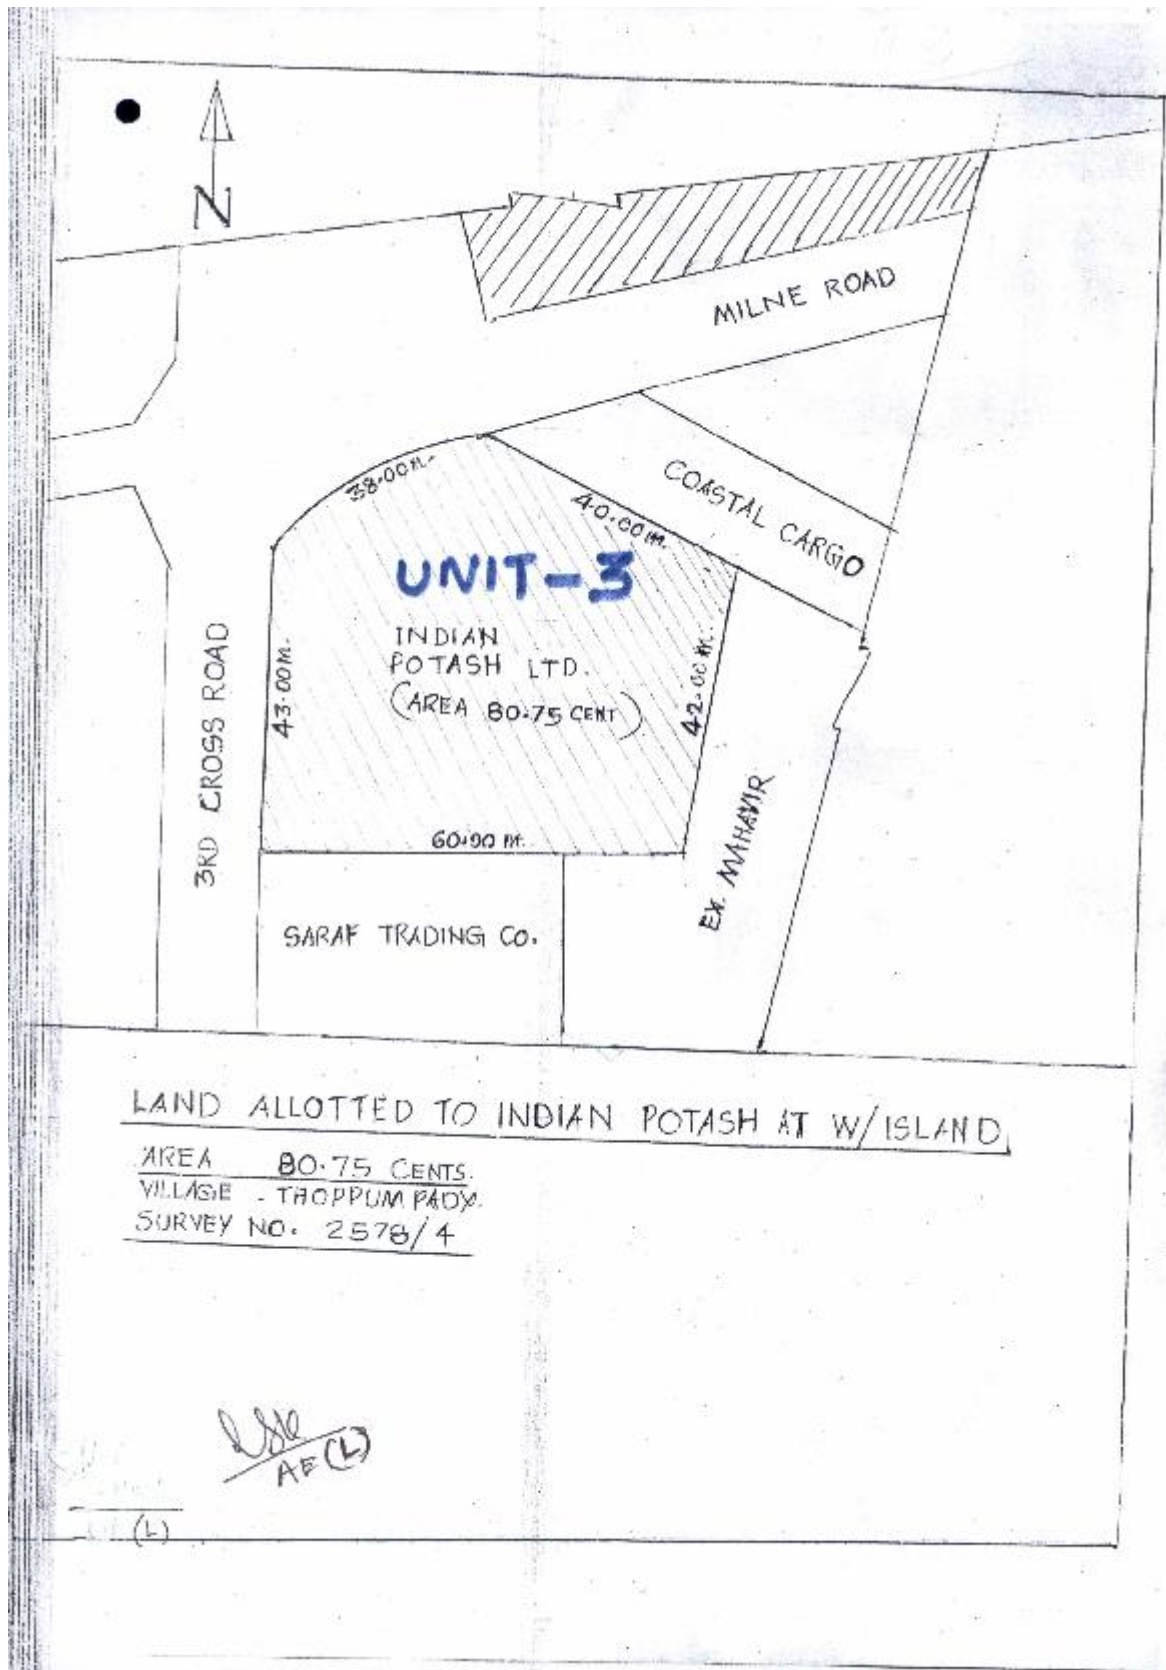 N
MILNE ROAD
38.00M.
40.00M.
COASTAL CARGO
UNIT-3
INDIAN
POTASH LTD.
(AREA 80.75 CENT)
43.00M.
42.00M.
3RD CROSS ROAD
60.90 M.
EX. MAHAVIR
SARAF TRADING CO.
LAND ALLOTTED TO INDIAN POTASH AT W/ISLAND
AREA 80.75 CENTS.
VILLAGE - THOPPUMPADY.
SURVEY NO. 2578/4
AE(L)
(L)